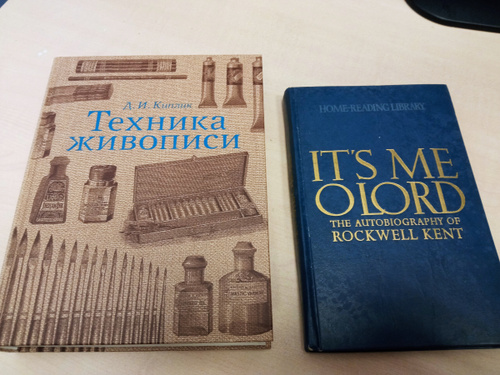 Д. И. Киплик
Техника
живописи
HOME READING LIBRARY
IT'S ME
O LORD
THE AUTOBIOGRAPHY OF
ROCKWELL KENT